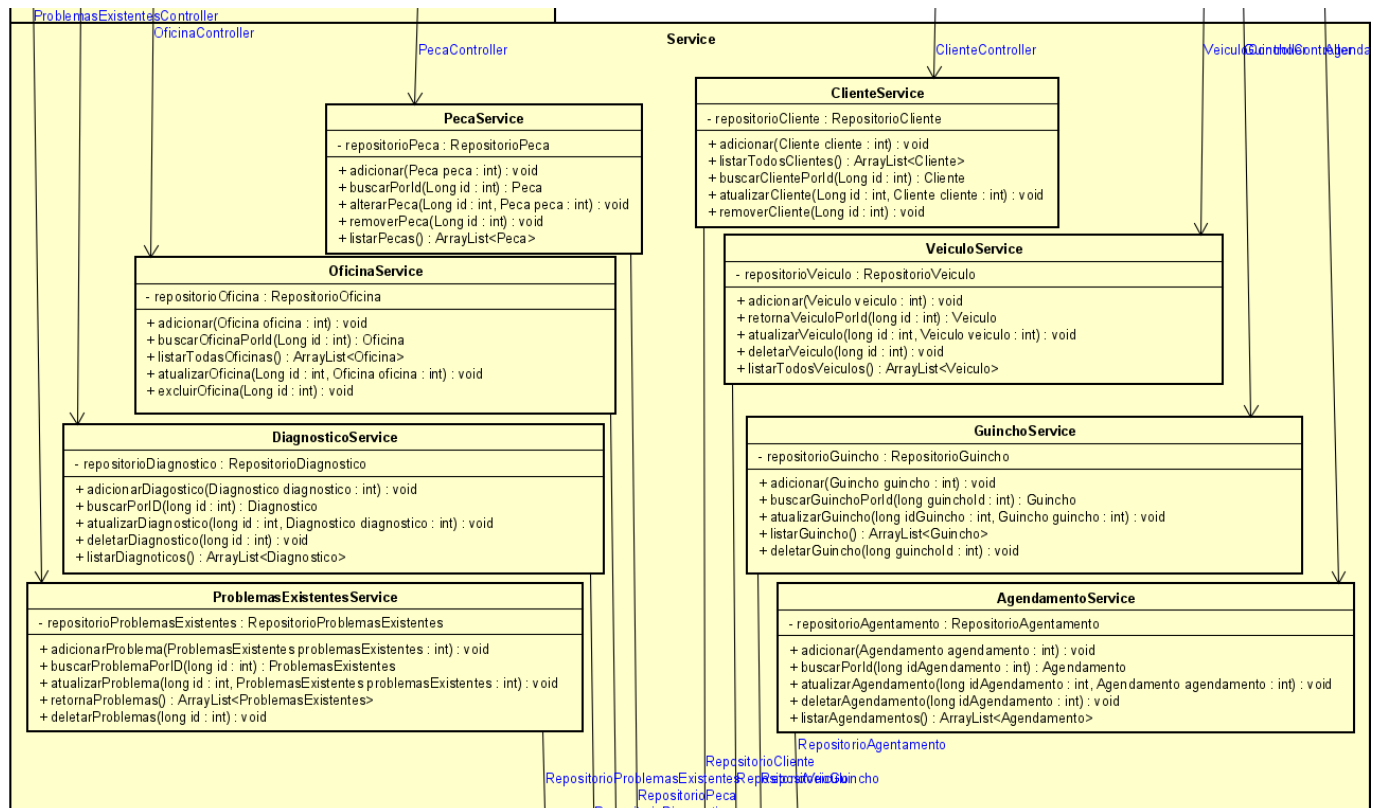 ProblemasExistentesController
OficinaController
Service
PecaController
ClienteController
ClienteService
- repositorioCliente : RepositorioCliente
+ adicionar(Cliente cliente : int) : void
+ listarTodosClientes() : ArrayList<Cliente>
+ buscarClientePorId(Long id : int) : Cliente
+ atualizarCliente(Long id : int, Cliente cliente : int) : void
+ removerCliente(Long id : int) : void
PecaService
- repositorioPeca : RepositorioPeca
+ adicionar(Peca peca : int) : void
+ buscarPorId(Long id : int) : Peca
+ alterarPeca(Long id : int, Peca peca : int) : void
+ removerPeca(Long id : int) : void
+ listarPecas() : ArrayList<Peca>
VeiculoService
- repositorioVeiculo : RepositorioVeiculo
+ adicionar(Veiculo veiculo : int) : void
+ retornaVeiculoPorId(long id : int) : Veiculo
+ atualizarVeiculo(long id : int, Veiculo veiculo : int) : void
+ deletarVeiculo(long id : int) : void
+ listarTodosVeiculos() : ArrayList<Veiculo>
OficinaService
- repositorioOficina : RepositorioOficina
+ adicionar(Oficina oficina : int) : void
+ buscarOficinaPorId(Long id : int) : Oficina
+ listarTodasOficinas() : ArrayList<Oficina>
+ atualizarOficina(Long id : int, Oficina oficina : int) : void
+ excluirOficina(Long id : int) : void
GuinchoService
- repositorioGuincho : RepositorioGuincho
+ adicionar(Guincho guincho : int) : void
+ buscarGuinchoPorId(long guinchoId : int) : Guincho
+ atualizarGuincho(long idGuincho : int, Guincho guincho : int) : void
+ listarGuincho() : ArrayList<Guincho>
+ deletarGuincho(long guinchoId : int) : void
DiagnosticoService
- repositorioDiagnostico : RepositorioDiagnostico
+ adicionarDiagostico(Diagnostico diagnostico : int) : void
+ buscarPorID(long id : int) : Diagnostico
+ atualizarDiagnostico(long id : int, Diagnostico diagnostico : int) : void
+ deletarDiagnostico(long id : int) : void
+ listarDiagnoticos() : ArrayList<Diagnostico>
ProblemasExistentesService
- repositorioProblemasExistentes : RepositorioProblemasExistentes
+ adicionarProblema(ProblemasExistentes problemasExistentes : int) : void
+ buscarProblemaPorID(long id : int) : ProblemasExistentes
+ atualizarProblema(long id : int, ProblemasExistentes problemasExistentes : int) : void
+ retornaProblemas() : ArrayList<ProblemasExistentes>
+ deletarProblemas(long id : int) : void
AgendamentoService
- repositorioAgentamento : RepositorioAgentamento
+ adicionar(Agendamento agendamento : int) : void
+ buscarPorId(long idAgendamento : int) : Agendamento
+ atualizarAgendamento(long idAgendamento : int, Agendamento agendamento : int) : void
+ deletarAgendamento(long idAgendamento : int) : void
+ listarAgendamentos() : ArrayList<Agendamento>
RepositorioAgentamento
RepositorioCliente
RepositorioProblemasExistentes
RepositorioPeca